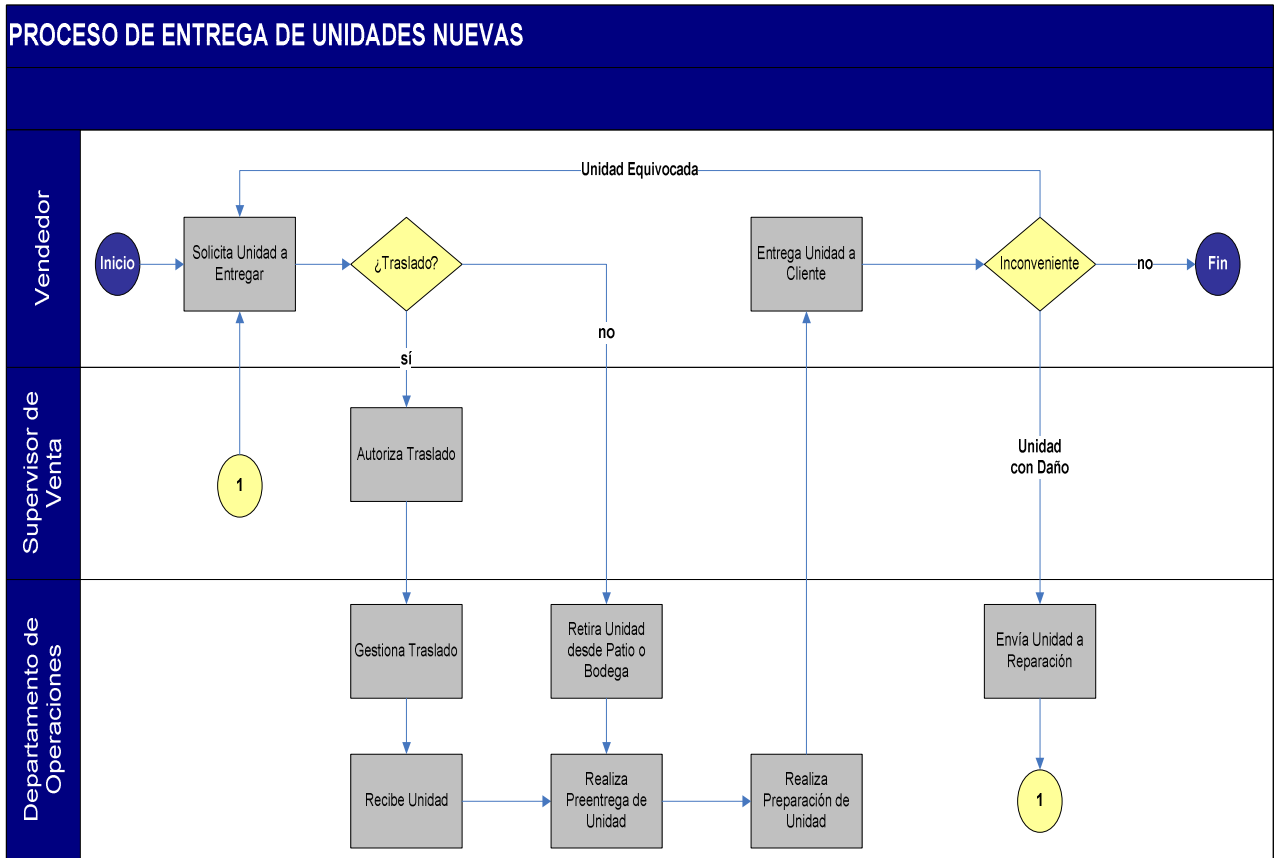 PROCESO DE ENTREGA DE UNIDADES NUEVAS
Vendedor
Unidad Equivocada
Inicio
Solicita Unidad a
Entregar
¿Traslado?
Entrega Unidad a
Cliente
Inconveniente
no
Fin
no
sí
Supervisor de
Venta
1
Autoriza Traslado
Unidad
con Daño
Departamento de
Operaciones
Gestiona Traslado
Retira Unidad
desde Patio o
Bodega
Envía Unidad a
Reparación
Recibe Unidad
Realiza
Preentrega de
Unidad
Realiza
Preparación de
Unidad
1